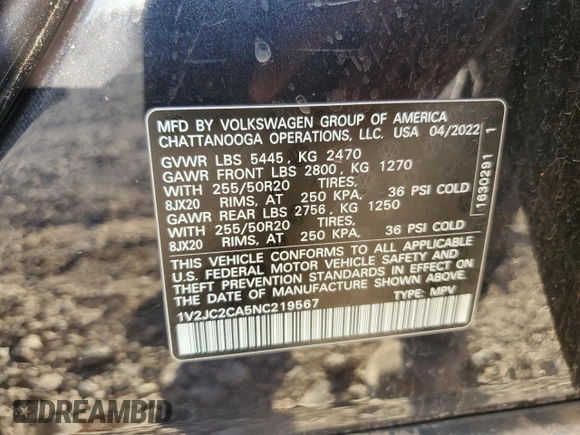 MFD BY VOLKSWAGEN GROUP OF AMERICA
CHATTANOOGA OPERATIONS, LLC. USA 04/2022
GVWR LBS 5445, KG 2470
GAWR FRONT LBS 2800, KG 1270
WITH 255/50R20 TIRES,
8JX20 RIMS, AT 250 KPA, 36 PSI COLD
GAWR REAR LBS 2756, KG 1250
WITH 255/50R20 TIRES,
8JX20 RIMS, AT 250 KPA, 36 PSI COLD
THIS VEHICLE CONFORMS TO ALL APPLICABLE
U.S. FEDERAL MOTOR VEHICLE SAFETY AND
THEFT PREVENTION STANDARDS IN EFFECT ON
THE DATE OF MANUFACTURE SHOWN ABOVE.
1V2JC2CA5NC219567 TYPE: MPV
1630291 1
DREAMBID